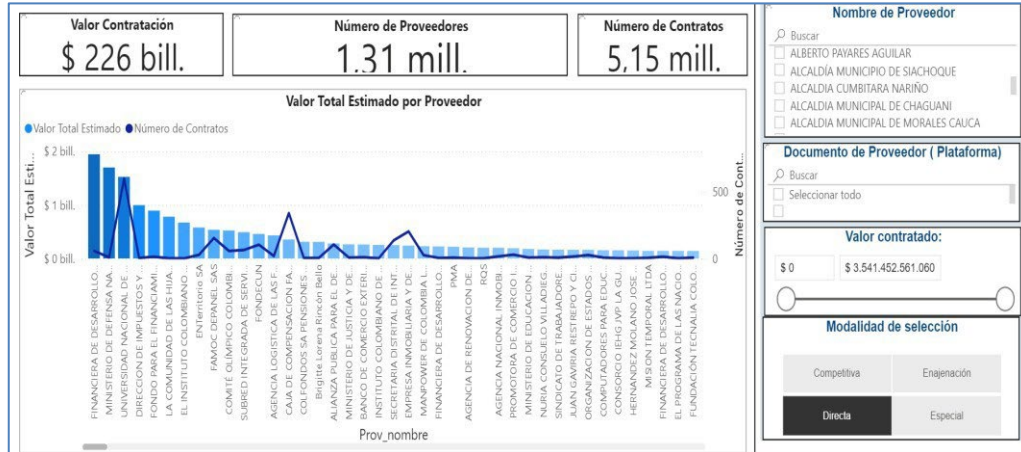 Valor Contratación
$ 226 bill.
Número de Proveedores
1,31 mill.
Número de Contratos
5,15 mill.
Valor Total Estimado por Proveedor
Valor Total Estimado Número de Contratos
Valor Total Esti...
$ 2 bill.
$ 1 bill.
$ 0 bill.
500
0
Número de Cont...
FINANCIERA DE DESARROLLO...
MINISTERIO DE DEFENSA NA...
UNIVERSIDAD NACIONAL DE ...
DIRECCION DE IMPUESTOS Y ...
FONDO PARA EL FINANCIAMI...
LA COMUNIDAD DE LAS HIJA...
EL INSTITUTO COLOMBIANO ...
ENTerritorio SA
FAMOC DEPANEL SAS
COMITÉ OLÍMPICO COLOMBI...
SUBRED INTEGRADA DE SERVI...
FONDECUN
AGENCIA LOGISTICA DE LAS F...
CAJA DE COMPENSACION FA...
COLFONDOS SA PENSIONES ...
Brigitte Lorena Rincón Bello
ALIANZA PUBLICA PARA EL DE...
MINISTERIO DE JUSTICIA Y DE...
BANCO DE COMERCIO EXTERI...
INSTITUTO COLOMBIANO DE ...
SECRETARIA DISTRITAL DE INT...
EMPRESA INMOBILIARIA Y DE...
MANPOWER DE COLOMBIA L...
FINANCIERA DE DESARROLLO...
PMA
RQS
AGENCIA DE RENOVACION DE...
AGENCIA NACIONAL INMOBI...
PROMOTORA DE COMERCIO I...
MINISTERIO DE EDUCACION...
NURIA CONSUELO VILLADIEG...
SINDICATO DE TRABAJADORE...
JUAN GAVIRIA RESTREPO Y CI...
ORGANIZACION DE ESTADOS ...
COMPUTADORES PARA EDUC...
CONSORCO IEHG JVP LA GU...
HERNANDEZ MOLANO JOSE...
MISION TEMPORAL LTDA
FINANCIERA DE DESARROLLO...
EL PROGRAMA DE LAS NACIO...
FUNDACIÓN TECNALIA COLO...
Prov_nombre
Nombre de Proveedor
Buscar
ALBERTO PAYARES AGUILAR
ALCALDÍA MUNICIPIO DE SIACHOQUE
ALCALDIA CUMBITARA NARIÑO
ALCALDIA MUNICIPAL DE CHAGUANI
ALCALDIA MUNICIPAL DE MORALES CAUCA
Documento de Proveedor ( Plataforma)
Buscar
Seleccionar todo
Valor contratado:
$ 0
$ 3.541.452.561.060
Modalidad de selección
Competitiva
Enajenación
Directa
Especial